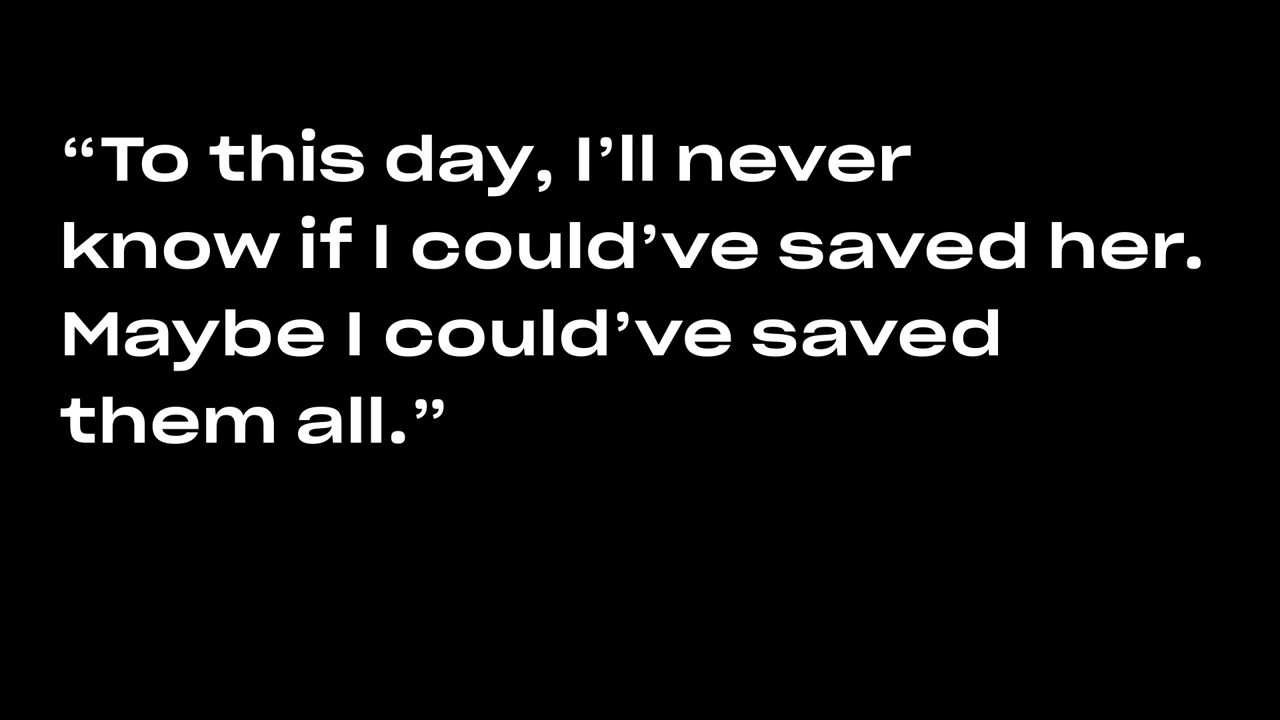 “To this day, I’ll never
know if I could’ve saved her.
Maybe I could’ve saved
them all.”